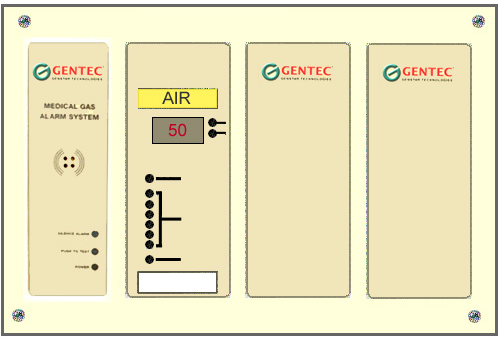 GENTEC
GENSTAR TECHNOLOGIES
MEDICAL GAS
ALARM SYSTEM
SILENCE ALARM
PUSH TO TEST
POWER
AIR
50
GENTEC
GENSTAR TECHNOLOGIES
GENTEC
GENSTAR TECHNOLOGIES